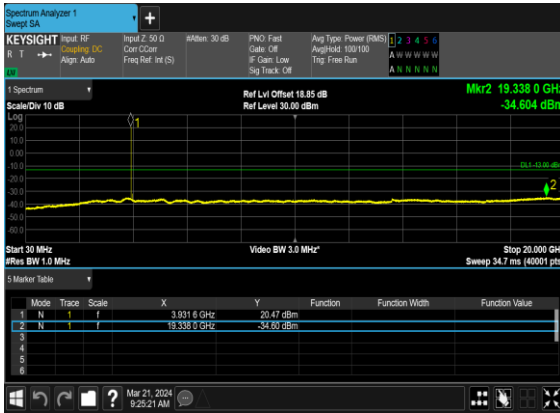 Spectrum Analyzer 1
Swept SA
KEYSIGHT Input: RF Input Z: 50 Ω #Atten: 30 dB PNO: Fast Avg Type: Power (RMS) 1 2 3 4 5 6
R T Coupling: DC Corr CCorr Gate: Off Avg|Hold: 100/100 A W W W W W
Align: Auto Freq Ref: Int (S) IF Gain: Low Trig: Free Run
Sig Track: Off A N N N N N
1 Spectrum Ref Lvl Offset 18.85 dB Mkr2 19.338 0 GHz
Scale/Div 10 dB Ref Level 30.00 dBm -34.604 dBm
Log
20.0 1
10.0
0.00
-10.0 DL1 -13.00 dBm
-20.0
-30.0 2
-40.0
-50.0
-60.0
Start 30 MHz Video BW 3.0 MHz* Stop 20.000 GH
#Res BW 1.0 MHz Sweep 34.7 ms (40001 pts
5 Marker Table
Mode Trace Scale X Y Function Function Width Function Value
1 N 1 f 3.931 6 GHz 20.47 dBm
2 N 1 f 19.338 0 GHz -34.60 dBm
3
4
5
6
? Mar 21, 2024
9:25:21 AM